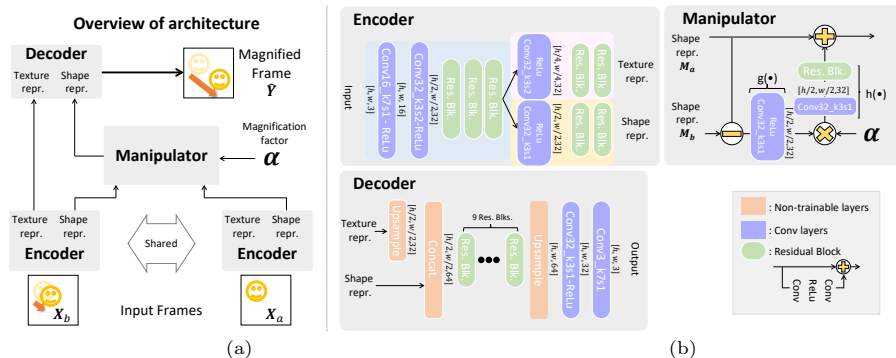 Overview of architecture
Decoder
Texture
repr.
Shape
repr.
Magnified
Frame
Ŷ
Magnification
factor
α
Manipulator
Texture
repr.
Shape
repr.
Encoder
Shared
Texture
repr.
Shape
repr.
Encoder
X_b
Input Frames
X_a
(a)
Encoder
Input
[h,w,3]
Conv16_k7s1 - ReLu
[h,w,16]
Conv32_k3s2-ReLu
[h/2,w/2,32]
Res. Blk.
Res. Blk.
Res. Blk.
ReLu
Conv32_k3s2
[h/4,w/4,32]
Res. Blk.
Res. Blk.
Texture
repr.
ReLu
Conv32_k3s1
[h/2,w/2,32]
Res. Blk.
Res. Blk.
Shape
repr.
Manipulator
Shape
repr.
M_a
Shape
repr.
M_b
g(•)
ReLu
Conv32_k3s1
[h/2,w/2,32]
Res. Blk.
[h/2,w/2,32]
Conv32_k3s1
h(•)
α
Decoder
Texture
repr.
Shape
repr.
Upsample
[h/2,w/2,32]
Concat
[h/2,w/2,64]
9 Res. Blks.
Res. Blk.
•••
Res. Blk.
Upsample
[h,w,64]
Conv32_k3s1-ReLu
[h,w,32]
Conv3_k7s1
[h,w,3]
Output
: Non-trainable layers
: Conv layers
: Residual Block
Conv
ReLu
Conv
(b)